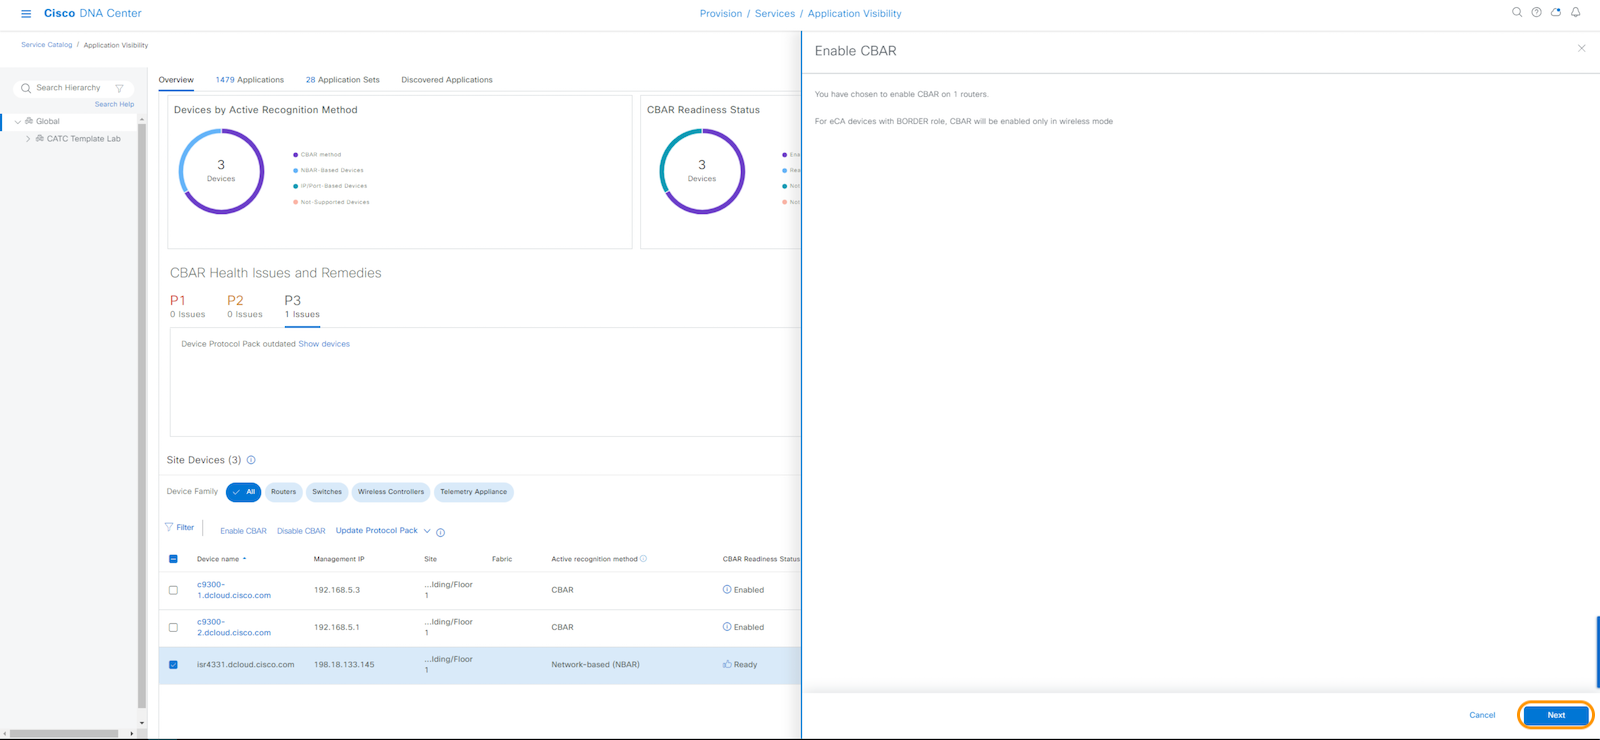 Cisco DNA Center
Provision / Services / Application Visibility
Service Catalog / Application Visibility
Search Hierarchy
Search Help
Global
CATC Template Lab
Overview
1479 Applications
28 Application Sets
Discovered Applications
Devices by Active Recognition Method
3
Devices
CBAR method
NBAR-Based Devices
IP/Port-Based Devices
Not-Supported Devices
CBAR Readiness Status
3
Devices
Ena
Rea
Not
Not
CBAR Health Issues and Remedies
P1
0 Issues
P2
0 Issues
P3
1 Issues
Device Protocol Pack outdated Show devices
Site Devices (3)
Device Family
All
Routers
Switches
Wireless Controllers
Telemetry Appliance
Filter
Enable CBAR
Disable CBAR
Update Protocol Pack
Device name
Management IP
Site
Fabric
Active recognition method
CBAR Readiness Status
c9300-
1.dcloud.cisco.com
192.168.5.3
...lding/Floor
1
CBAR
Enabled
c9300-
2.dcloud.cisco.com
192.168.5.1
...lding/Floor
1
CBAR
Enabled
isr4331.dcloud.cisco.com
198.18.133.145
...lding/Floor
1
Network-based (NBAR)
Ready
Enable CBAR
You have chosen to enable CBAR on 1 routers.
For eCA devices with BORDER role, CBAR will be enabled only in wireless mode
Cancel
Next